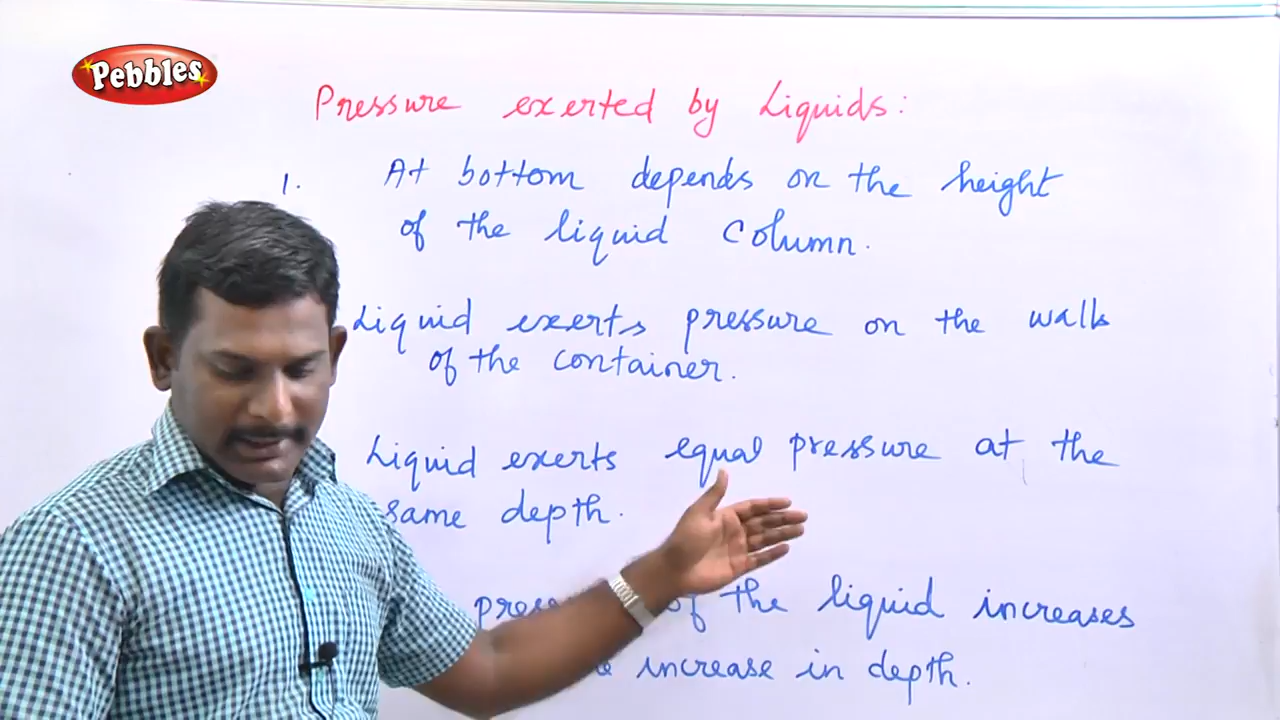 Pebbles
Pressure exerted by Liquids:
1. At bottom depends on the height
of the liquid column.
Liquid exerts pressure on the walls
of the container.
Liquid exerts equal pressure at the
same depth.
of the liquid increases
increase in depth.